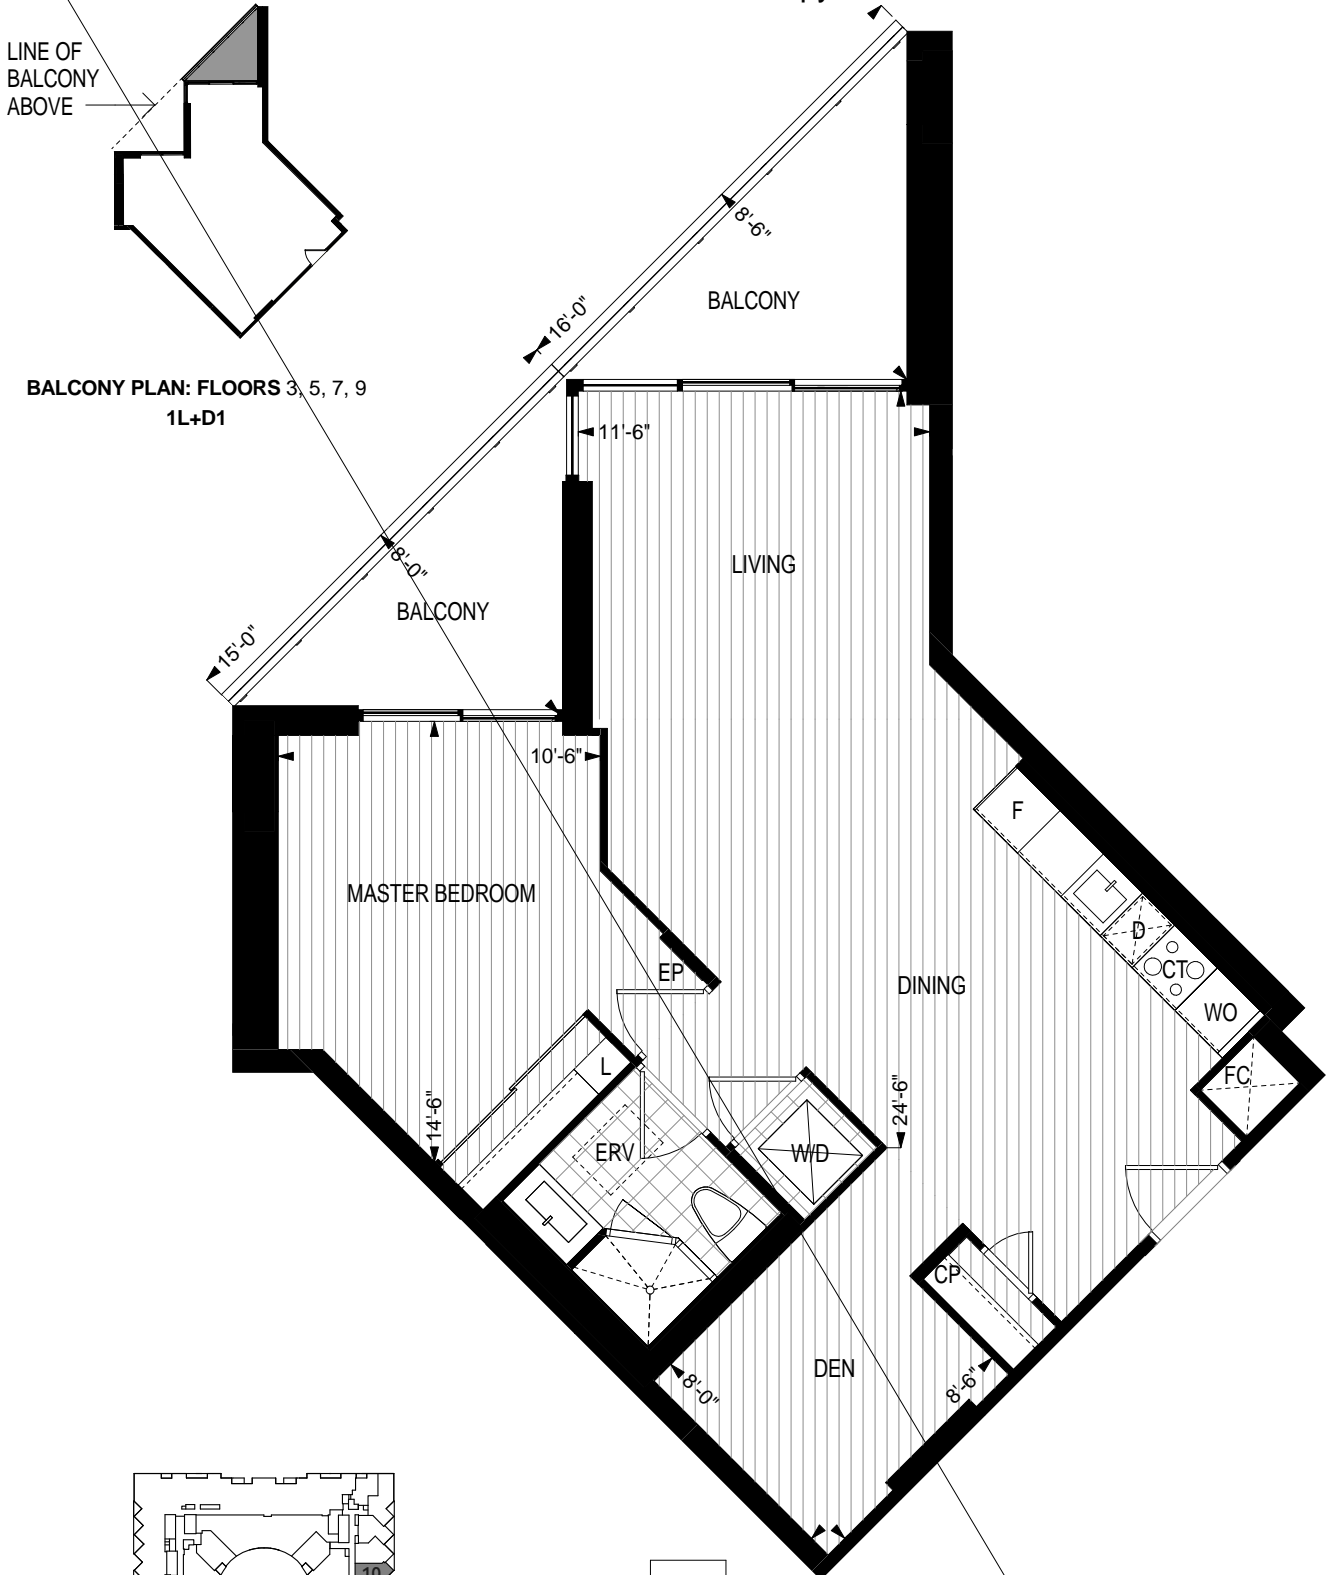 LINE OF
BALCONY
ABOVE
BALCONY PLAN: FLOORS 3, 5, 7, 9
1L+D1
8'-6"
BALCONY
16'-0"
11'-6"
LIVING
8'-0"
BALCONY
15'-0"
10'-6"
F
MASTER BEDROOM
D
CT
EP
DINING
WO
L
FC
14'-6"
24'-6"
ERV
W/D
CP
DEN
8'-0"
8'-6"
10